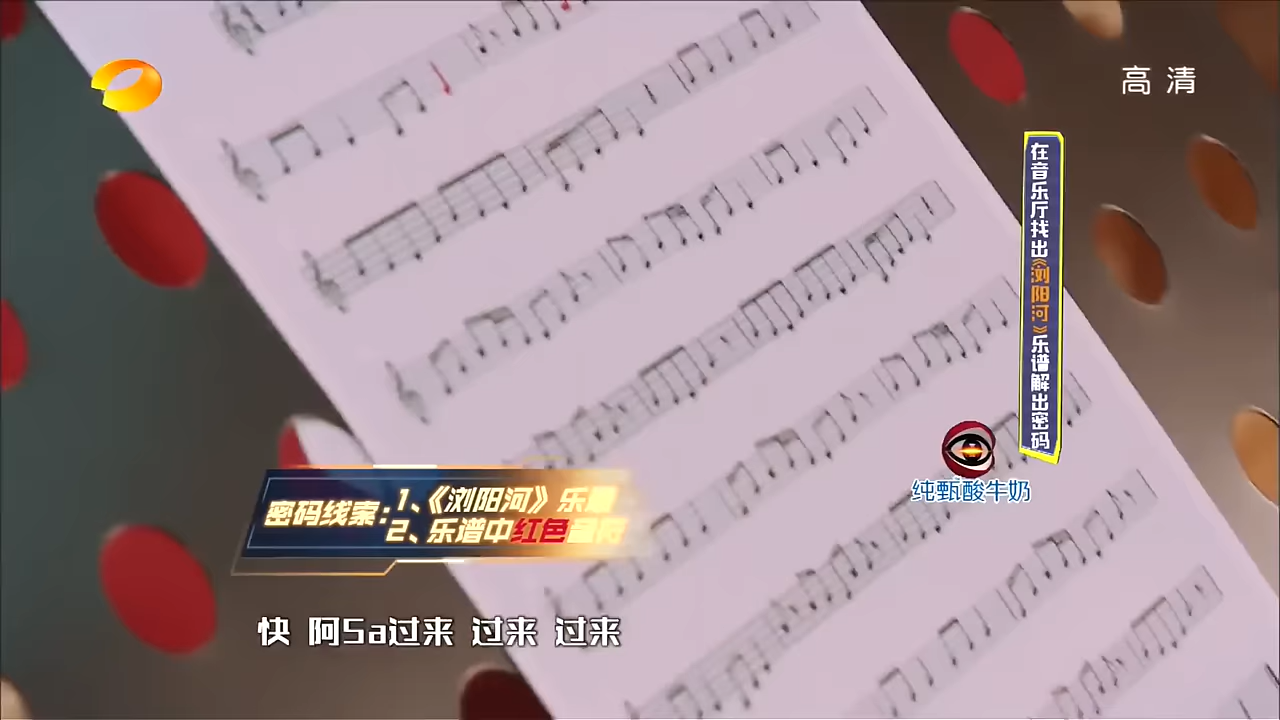 高清
在音乐厅找出《浏阳河》乐谱解出密码
纯甄酸牛奶
密码线索：1、《浏阳河》乐谱
2、乐谱中红色音符
快 阿Sa过来 过来 过来